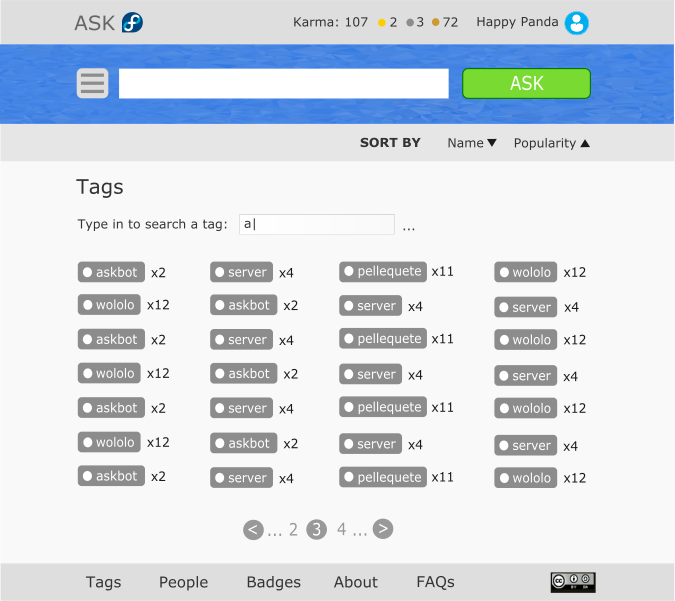 ASK Karma: 107 2 3 72 Happy Panda
ASK
SORT BY Name ▼ Popularity ▲
Tags
Type in to search a tag: a| ...
askbot x2 server x4 pellequete x11 wololo x12
wololo x12 askbot x2 server x4 server x4
askbot x2 server x4 pellequete x11 wololo x12
wololo x12 askbot x2 server x4 server x4
askbot x2 server x4 pellequete x11 wololo x12
wololo x12 askbot x2 server x4 server x4
askbot x2 server x4 pellequete x11 wololo x12
< ... 2 3 4 ... >
Tags People Badges About FAQs